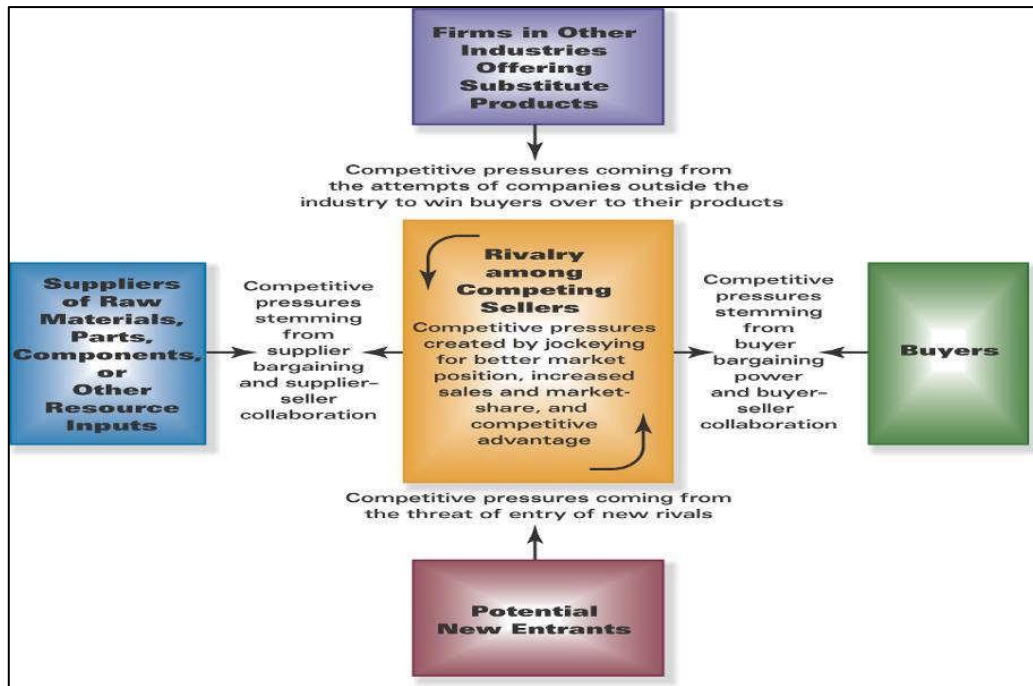 Firms in Other
Industries
Offering
Substitute
Products
Competitive pressures coming from
the attempts of companies outside the
industry to win buyers over to their products
Suppliers
of Raw
Materials,
Parts,
Components,
or
Other
Resource
Inputs
Competitive
pressures
stemming
from
supplier
bargaining
and supplier–
seller
collaboration
Rivalry
among
Competing
Sellers
Competitive pressures
created by jockeying
for better market
position, increased
sales and market-
share, and
competitive
advantage
Competitive
pressures
stemming
from
buyer
bargaining
power
and buyer–
seller
collaboration
Buyers
Competitive pressures coming from
the threat of entry of new rivals
Potential
New Entrants